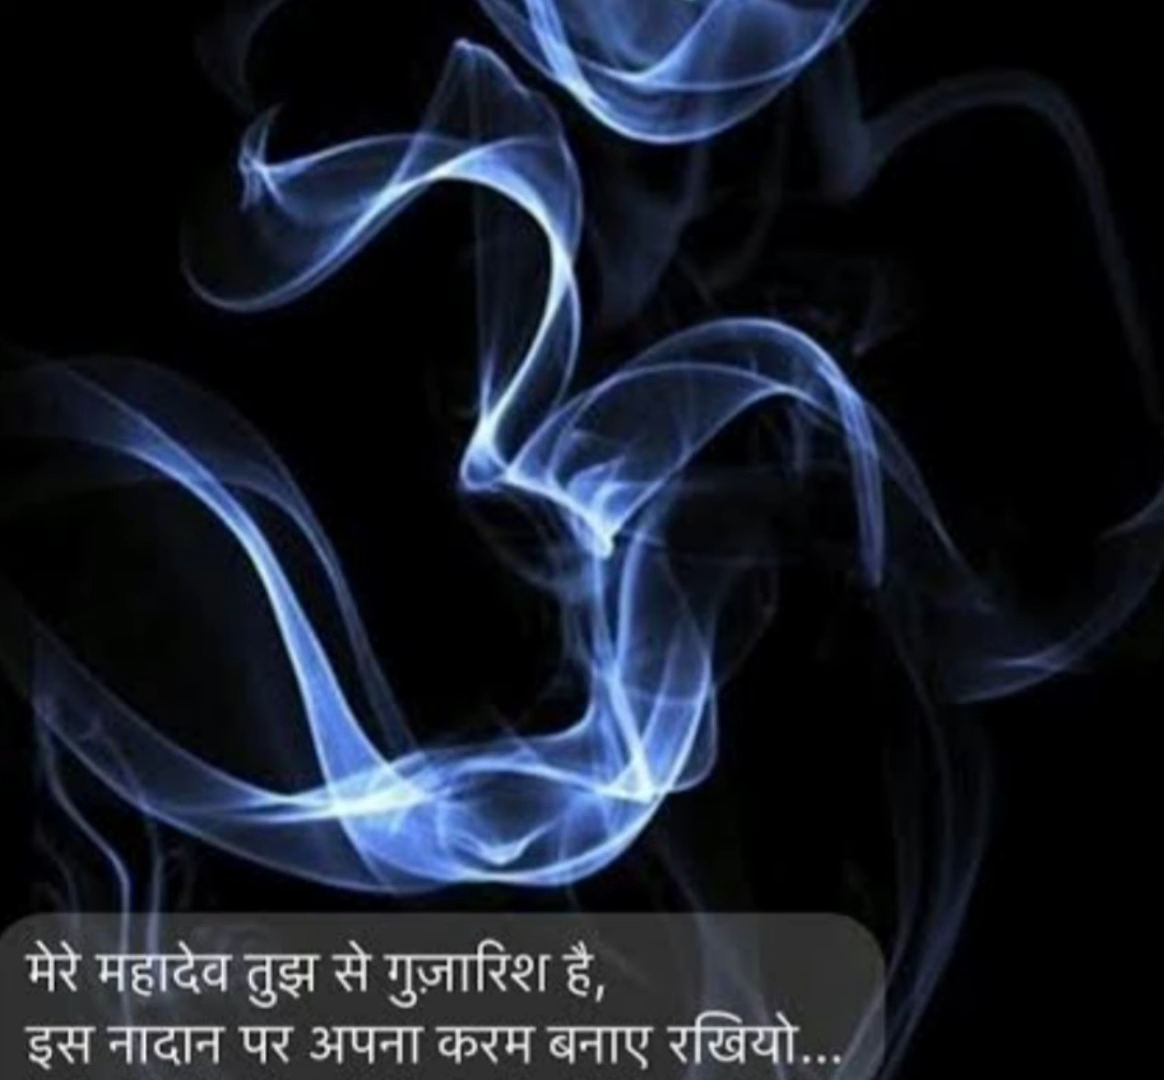 मेरे महादेव तुझ से गुज़ारिश है,
इस नादान पर अपना करम बनाए रखियो...